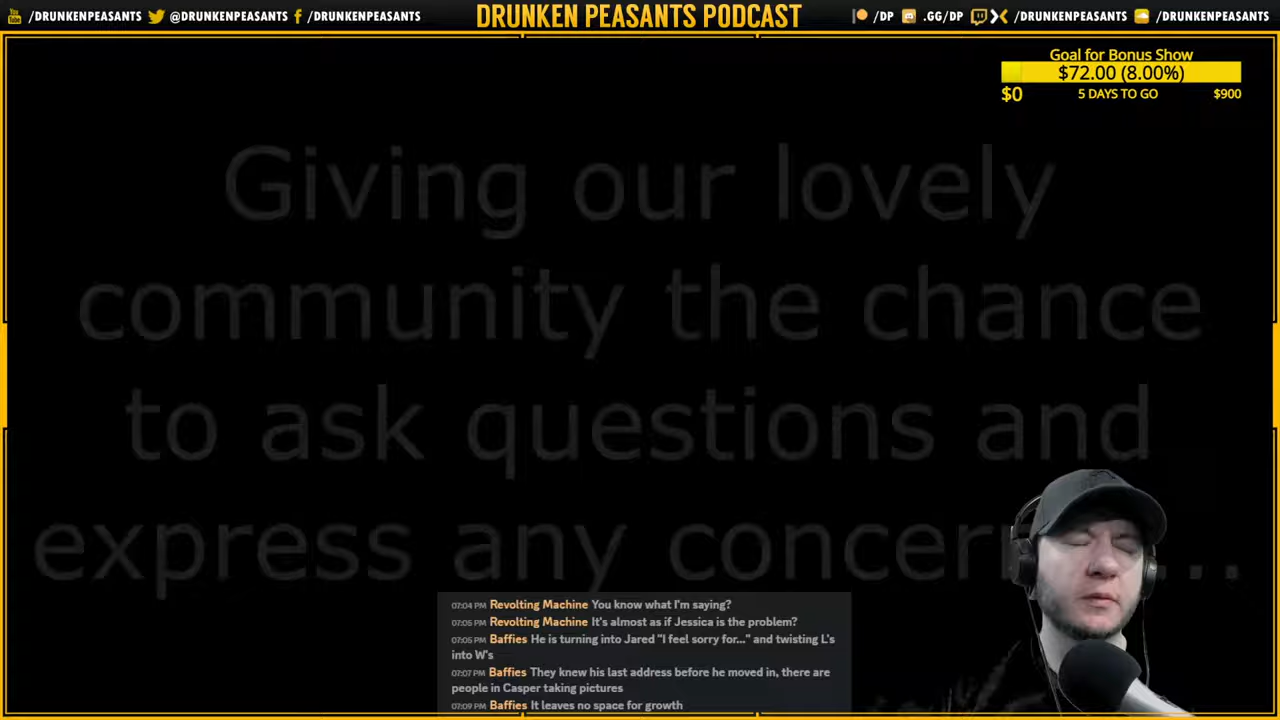 /DRUNKENPEASANTS @DRUNKENPEASANTS /DRUNKENPEASANTS DRUNKEN PEASANTS PODCAST /DP .GG/DP /DRUNKENPEASANTS /DRUNKENPEASANTS
Goal for Bonus Show
$72.00 (8.00%)
$0 5 DAYS TO GO $900
Giving our lovely
community the chance
to ask questions and
express any
07:04 PM Revolting Machine You know what I'm saying?
07:05 PM Revolting Machine It's almost as if Jessica is the problem?
07:05 PM Baffies He is turning into Jared "I feel sorry for..." and twisting L's
into W's
07:07 PM Baffies They knew his last address before he moved in, there are
people in Casper taking pictures
07:09 PM Baffies It leaves no space for growth